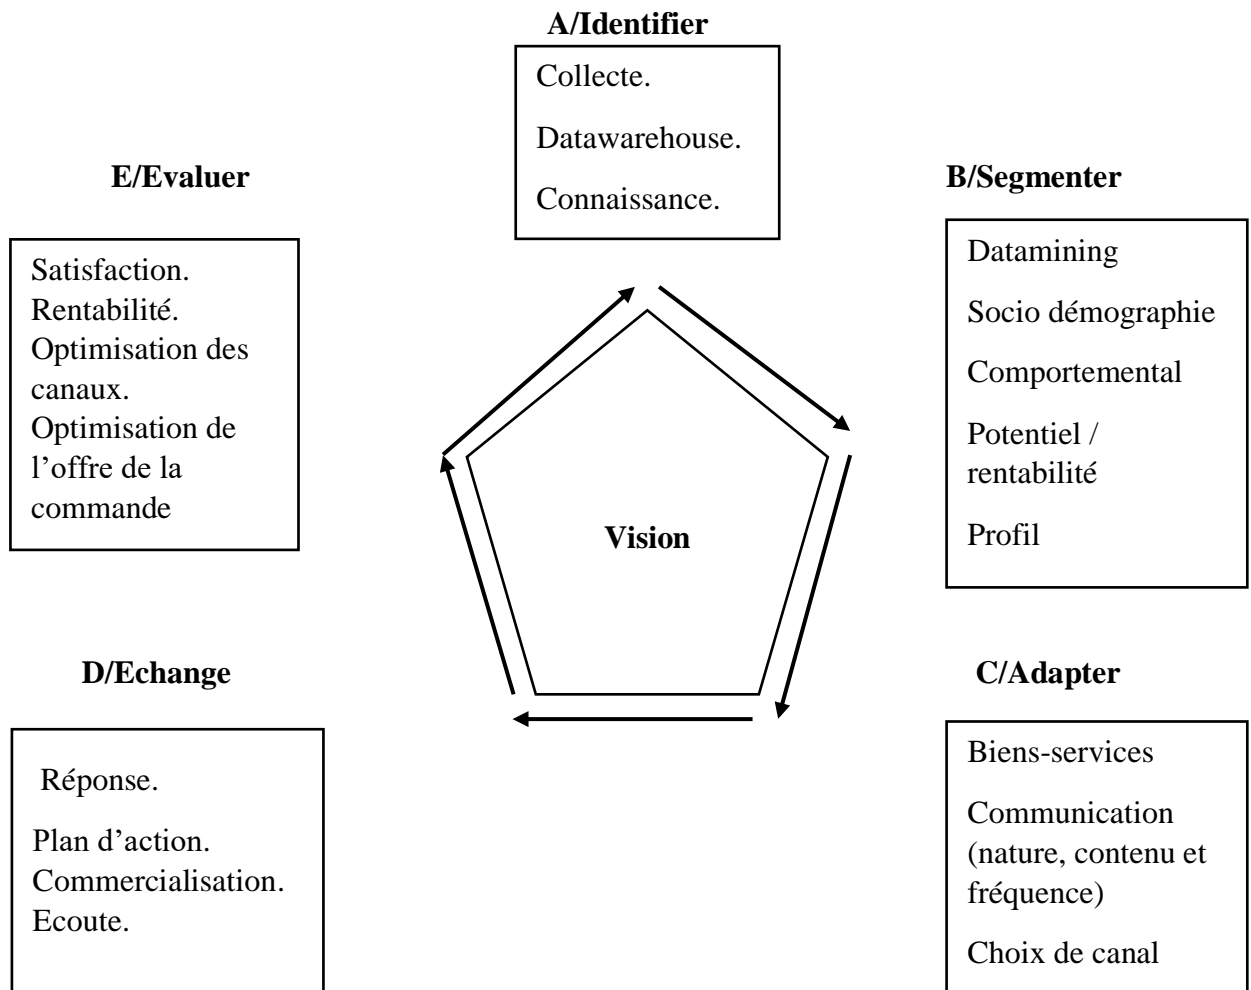 A/Identifier
Collecte.
Datawarehouse.
Connaissance.
B/Segmenter
Datamining
Socio démographie
Comportemental
Potentiel /
rentabilité
Profil
C/Adapter
Biens-services
Communication
(nature, contenu et
fréquence)
Choix de canal
D/Echange
Réponse.
Plan d’action.
Commercialisation.
Ecoute.
E/Evaluer
Satisfaction.
Rentabilité.
Optimisation des
canaux.
Optimisation de
l’offre de la
commande
Vision